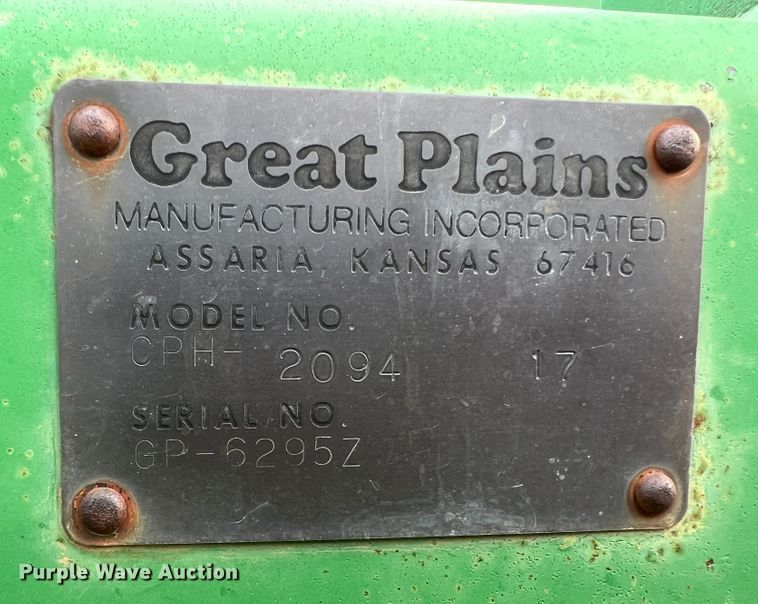 Great Plains
MANUFACTURING INCORPORATED
ASSARIA, KANSAS 67416
MODEL NO.
CPH- 2094 17
SERIAL NO.
GP-6295Z
Purple Wave Auction